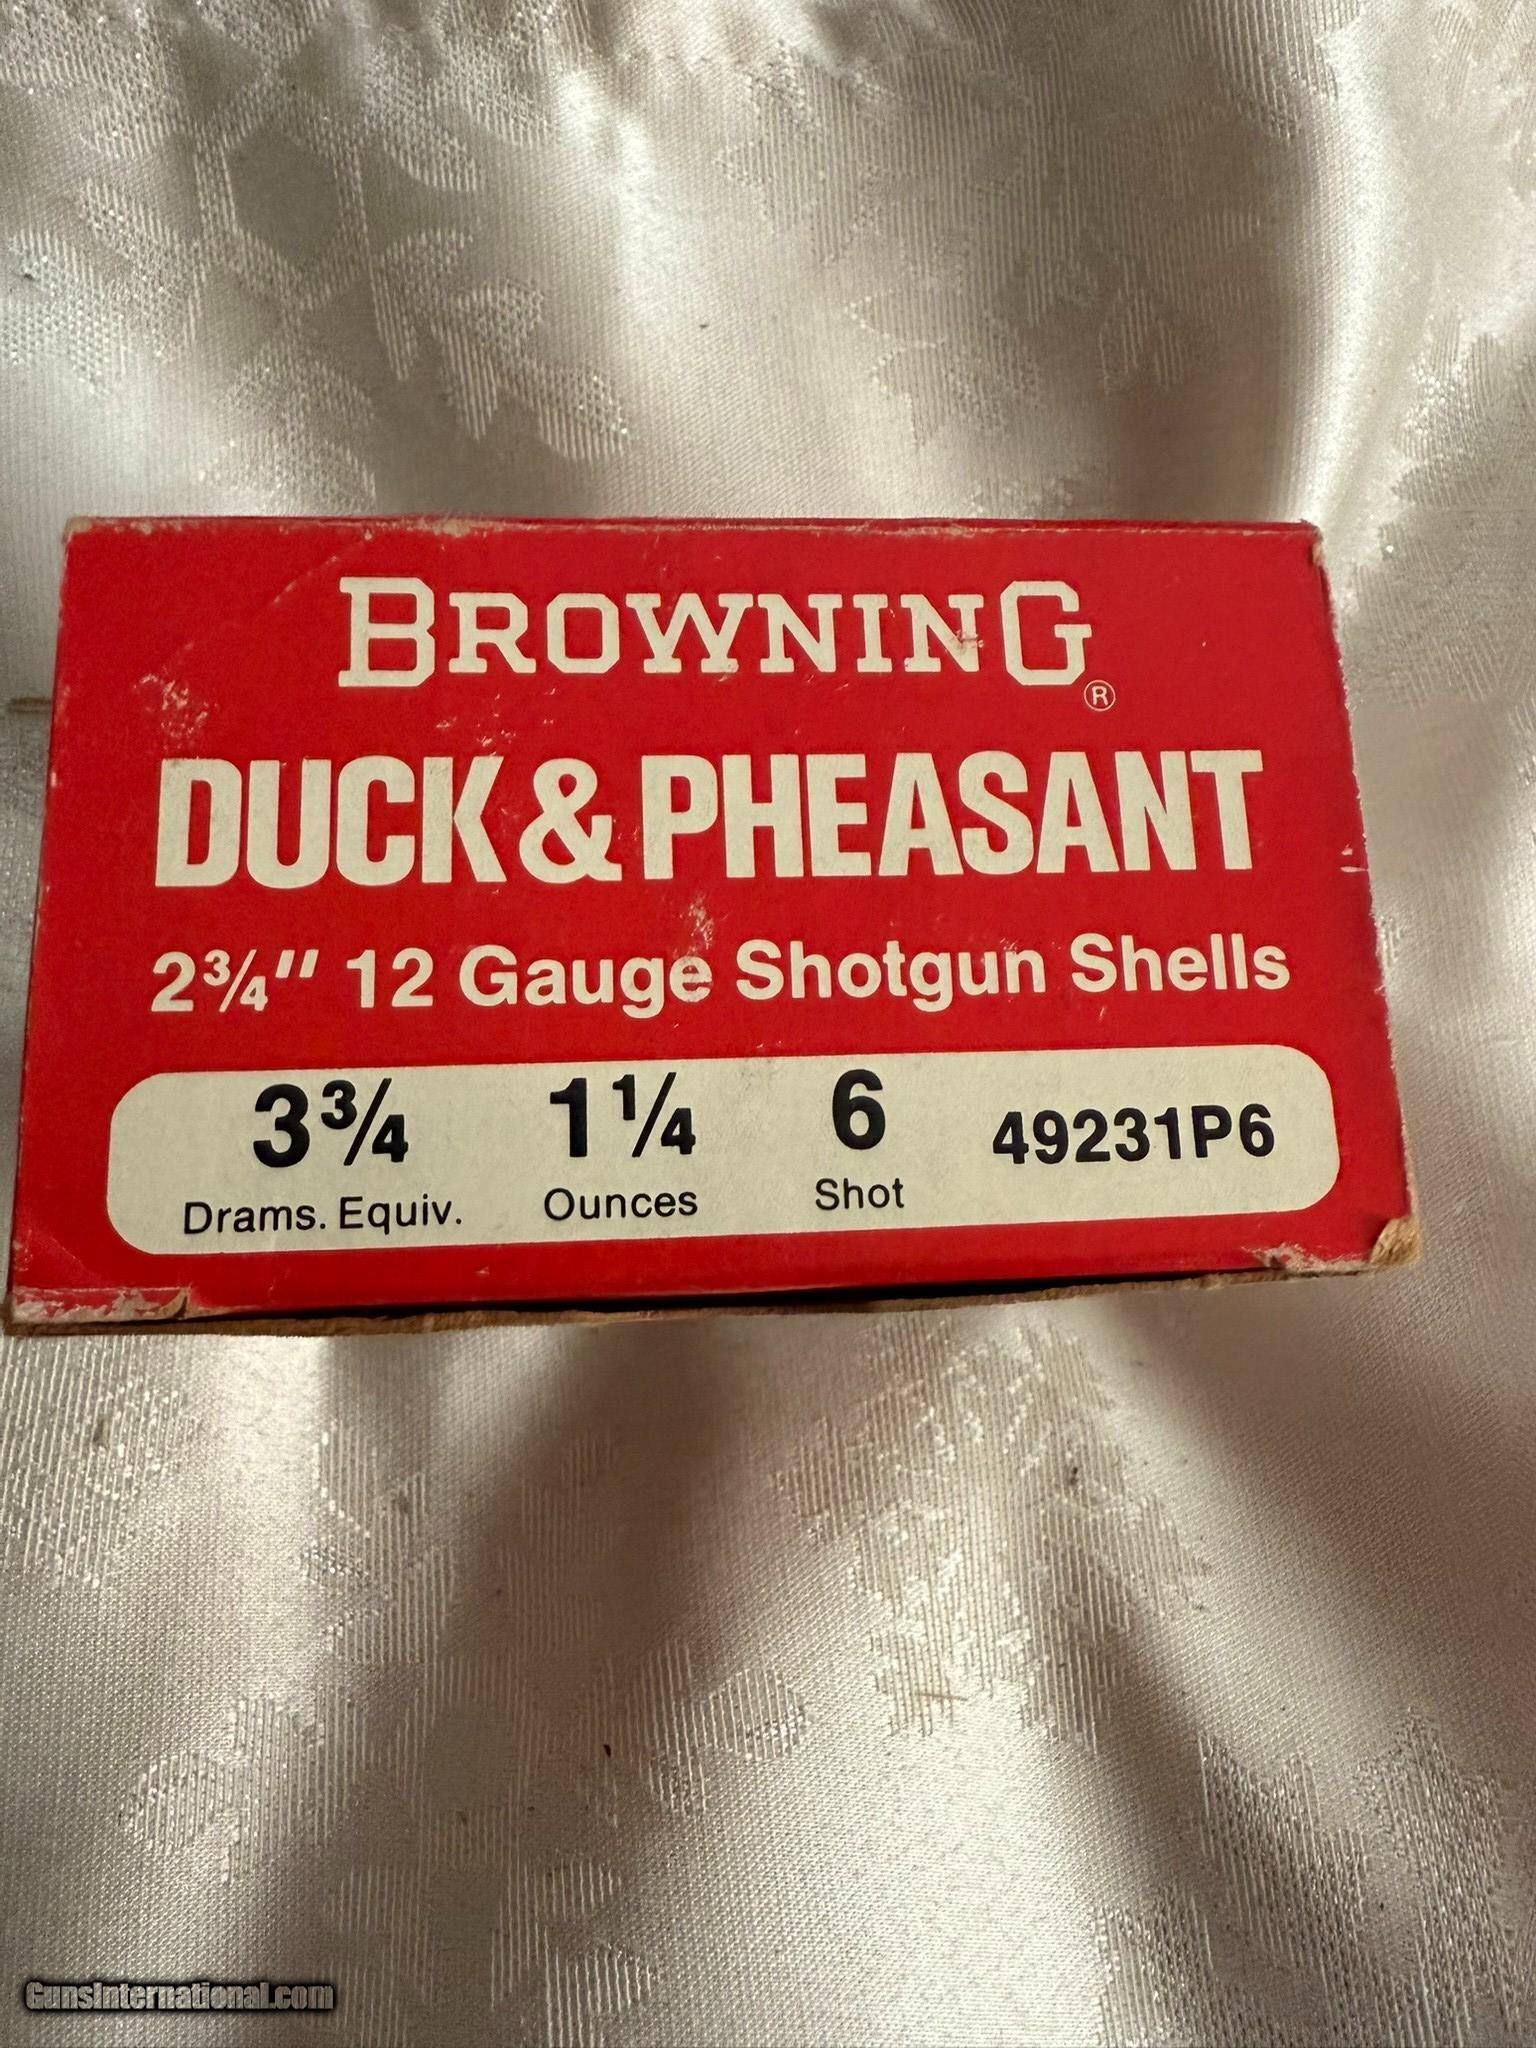 BROWNING®
DUCK & PHEASANT
2¾" 12 Gauge Shotgun Shells
3¾ 1¼ 6 49231P6
Drams. Equiv. Ounces Shot
GunsInternational.com